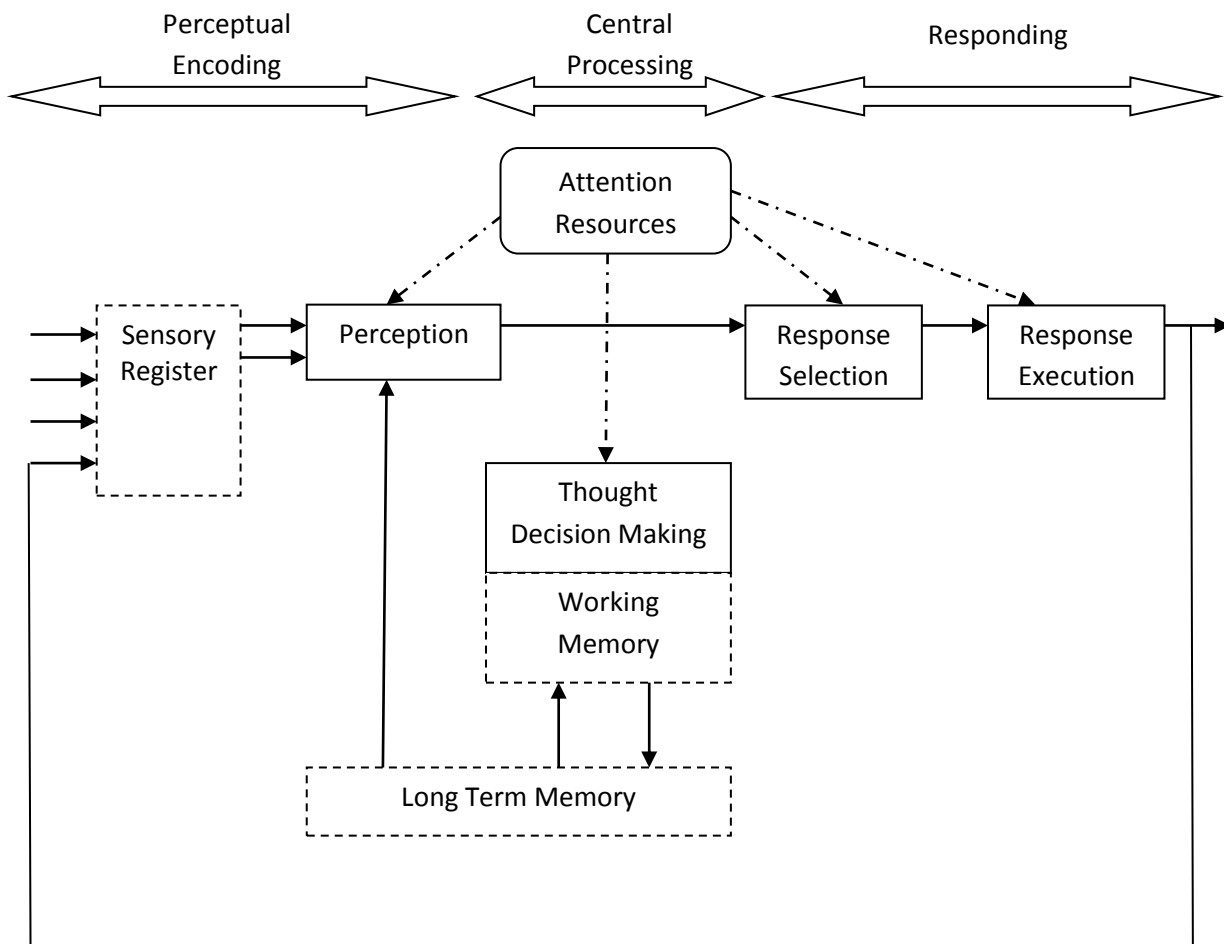 Perceptual
Encoding
Central
Processing
Responding
Attention
Resources
Sensory
Register
Perception
Response
Selection
Response
Execution
Thought
Decision Making
Working
Memory
Long Term Memory